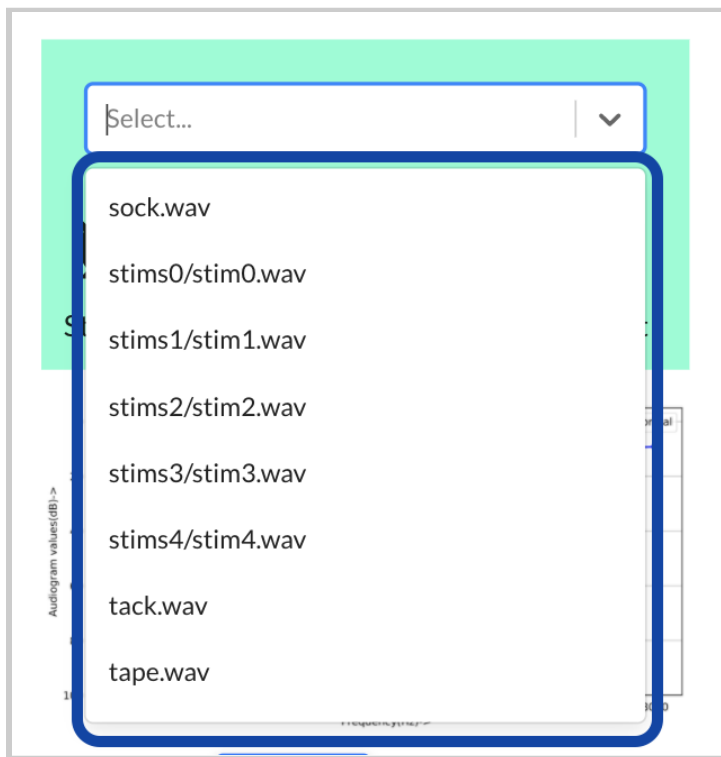 Select...
sock.wav
stims0/stim0.wav
stims1/stim1.wav
stims2/stim2.wav
stims3/stim3.wav
stims4/stim4.wav
tack.wav
tape.wav
Audiogram values(dB)->
Frequency(Hz)->